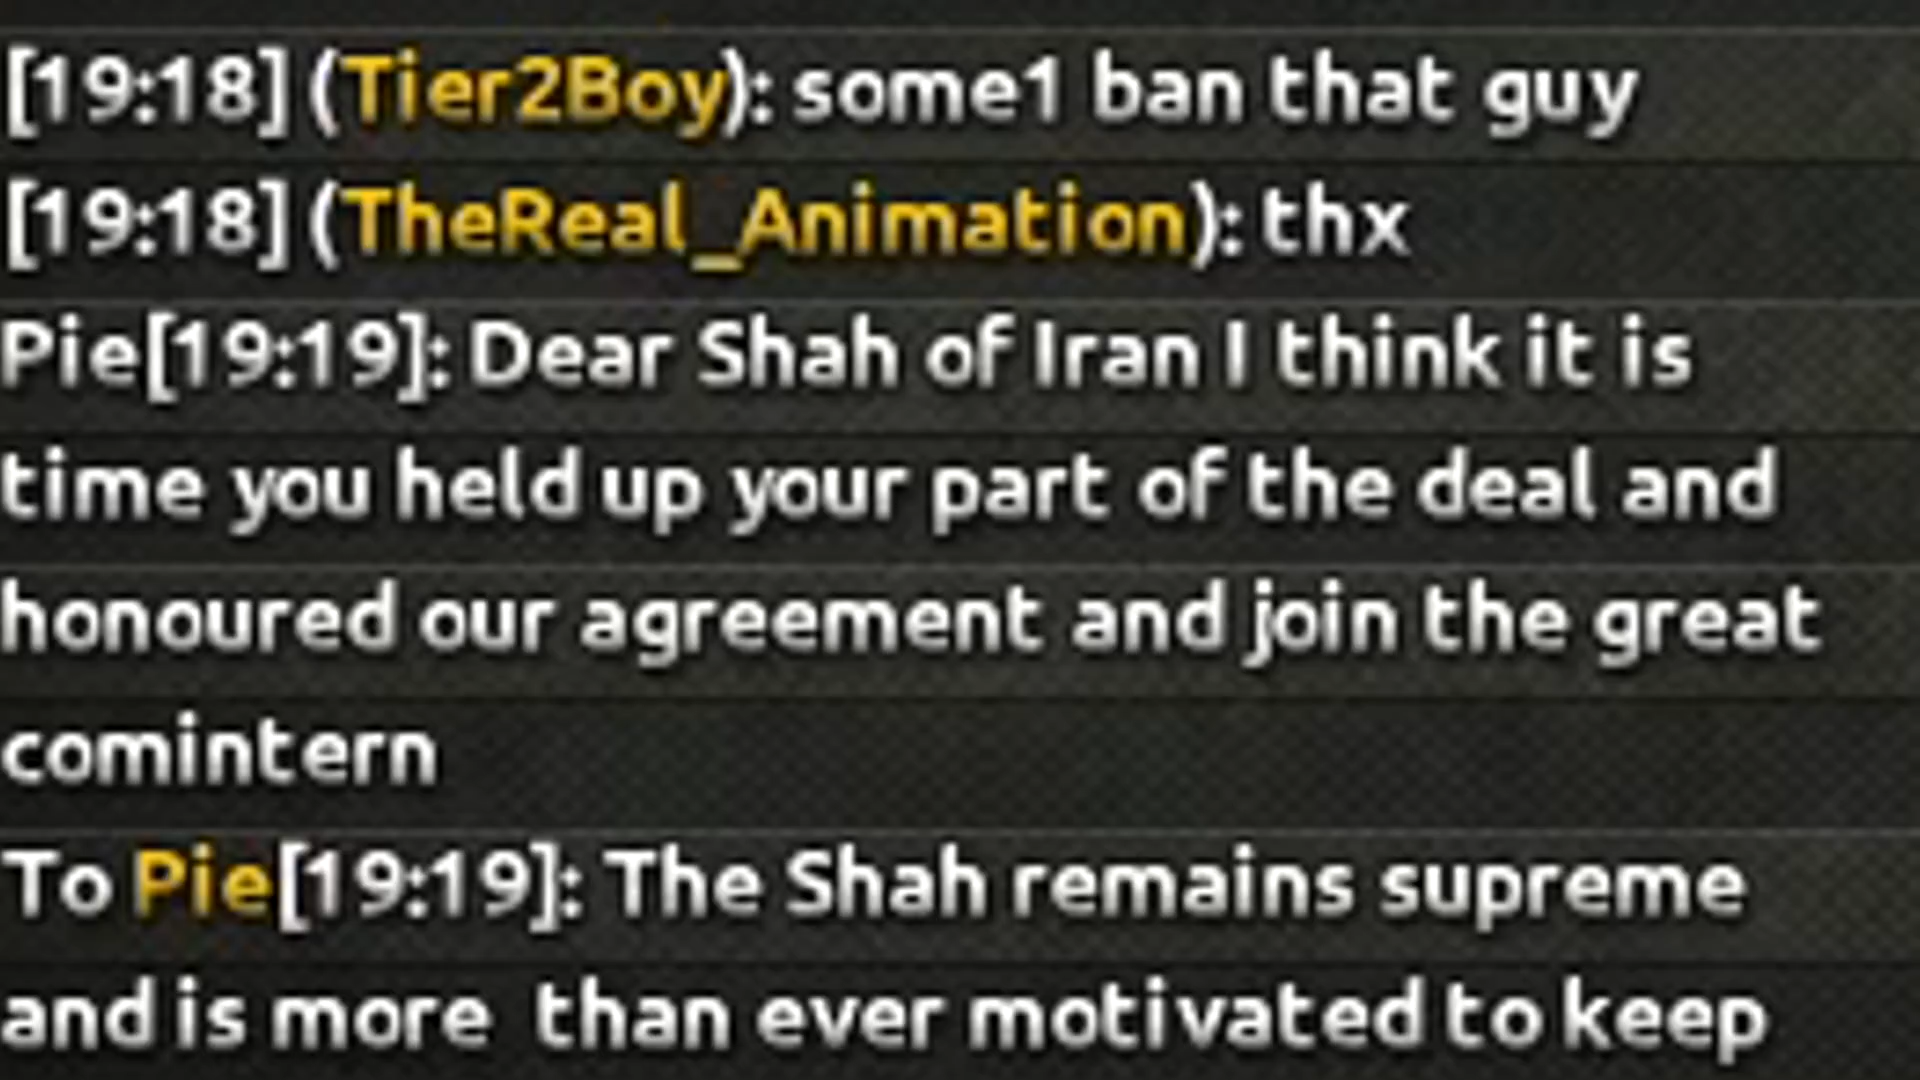 [19:18] (Tier2Boy): some1 ban that guy
[19:18] (TheReal_Animation): thx
Pie[19:19]: Dear Shah of Iran I think it is
time you held up your part of the deal and
honoured our agreement and join the great
comintern
To Pie[19:19]: The Shah remains supreme
and is more  than ever motivated to keep